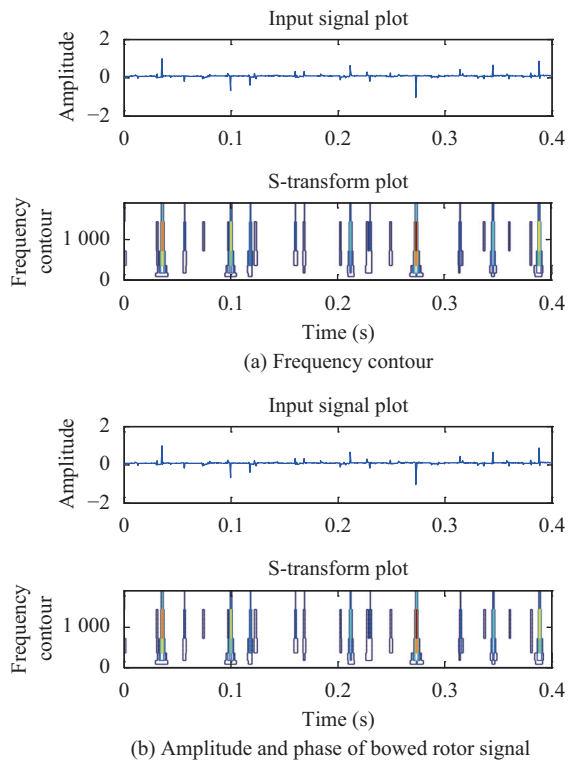 Input signal plot
Amplitude
2
0
−2
0 0.1 0.2 0.3 0.4
S-transform plot
Frequency
contour
1 000
0
0 0.1 0.2 0.3 0.4
Time (s)
(a) Frequency contour
Input signal plot
Amplitude
2
0
−2
0 0.1 0.2 0.3 0.4
S-transform plot
Frequency
contour
1 000
0
0 0.1 0.2 0.3 0.4
Time (s)
(b) Amplitude and phase of bowed rotor signal